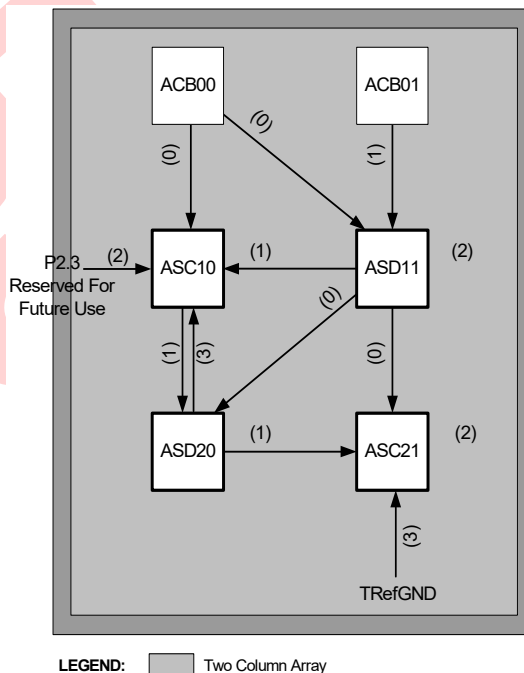 ACB00
ACB01
(0)
(0)
(1)
P2.3
Reserved For
Future Use
(2)
ASC10
(1)
ASD11
(2)
(1)
(3)
(0)
(0)
ASD20
(1)
ASC21
(2)
(3)
TRefGND
LEGEND:
Two Column Array